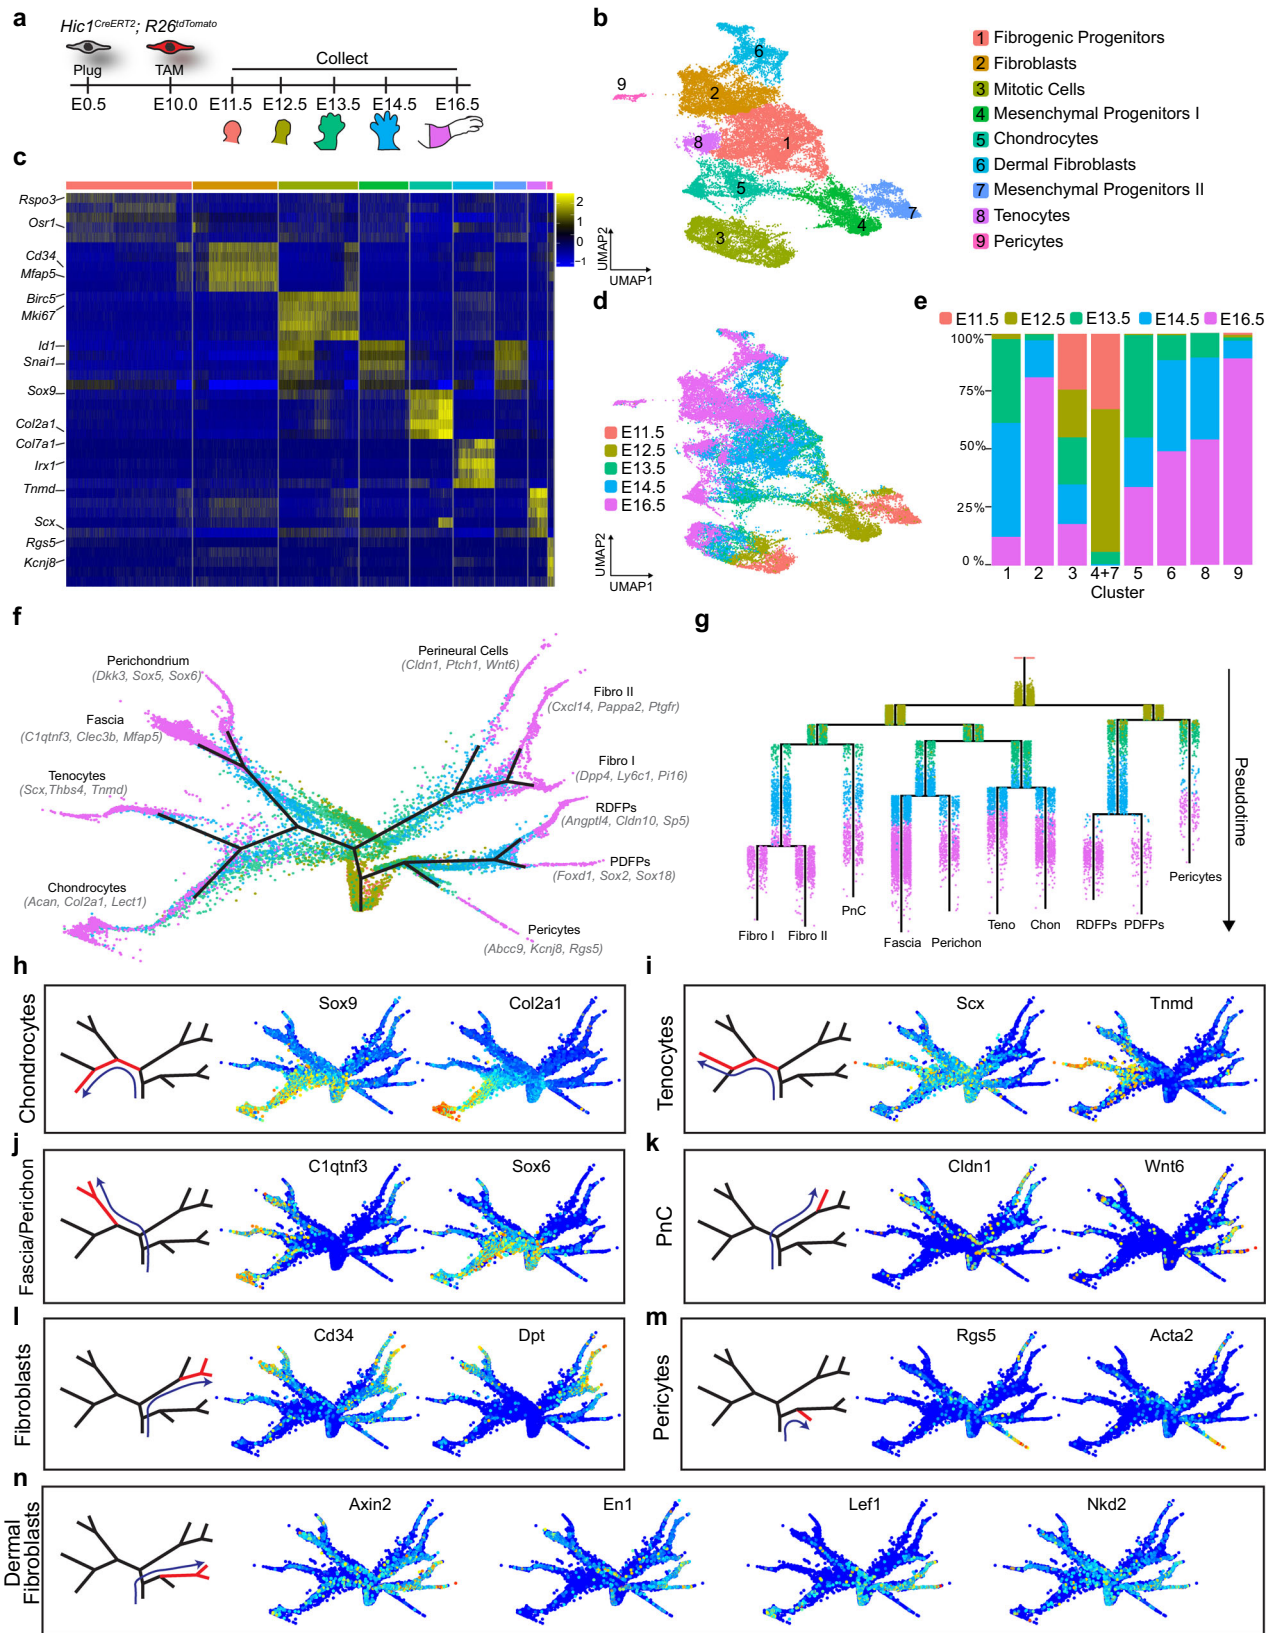 a
Hic1CreERT2; R26tdTomato
Plug
TAM
Collect
E0.5
E10.0
E11.5
E12.5
E13.5
E14.5
E16.5
b
6
9
2
8
1
5
7
4
3
UMAP2
UMAP1
1 Fibrogenic Progenitors
2 Fibroblasts
3 Mitotic Cells
4 Mesenchymal Progenitors I
5 Chondrocytes
6 Dermal Fibroblasts
7 Mesenchymal Progenitors II
8 Tenocytes
9 Pericytes
c
Rspo3
Osr1
Cd34
Mfap5
Birc5
Mki67
Id1
Snai1
Sox9
Col2a1
Col7a1
Irx1
Tnmd
Scx
Rgs5
Kcnj8
2
1
0
−1
d
E11.5
E12.5
E13.5
E14.5
E16.5
UMAP2
UMAP1
e
E11.5 E12.5 E13.5 E14.5 E16.5
100%
75%
50%
25%
0 %
1 2 3 4+7 5 6 8 9
Cluster
f
Perichondrium
(Dkk3, Sox5, Sox6)
Fascia
(C1qtnf3, Clec3b, Mfap5)
Tenocytes
(Scx,Thbs4, Tnmd)
Chondrocytes
(Acan, Col2a1, Lect1)
Perineural Cells
(Cldn1, Ptch1, Wnt6)
Fibro II
(Cxcl14, Pappa2, Ptgfr)
Fibro I
(Dpp4, Ly6c1, Pi16)
RDFPs
(Angptl4, Cldn10, Sp5)
PDFPs
(Foxd1, Sox2, Sox18)
Pericytes
(Abcc9, Kcnj8, Rgs5)
g
Pseudotime
Pericytes
PnC
Fibro I
Fibro II
Fascia
Perichon
Teno
Chon
RDFPs
PDFPs
h
Chondrocytes
Sox9
Col2a1
i
Tenocytes
Scx
Tnmd
j
Fascia/Perichon
C1qtnf3
Sox6
k
PnC
Cldn1
Wnt6
l
Fibroblasts
Cd34
Dpt
m
Pericytes
Rgs5
Acta2
n
Dermal
Fibroblasts
Axin2
En1
Lef1
Nkd2